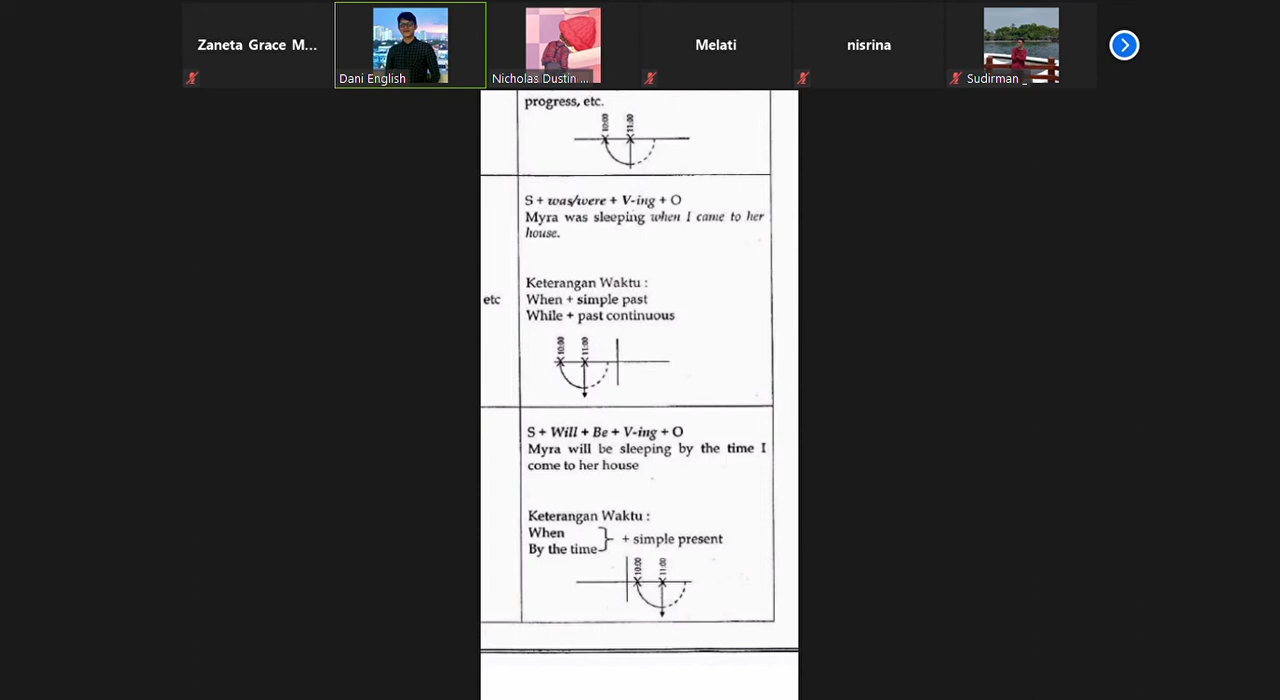 Zaneta Grace M...
Dani English
Nicholas Dustin ...
Melati
nisrina
Sudirman _
progress, etc.
10:00
11:00
S + was/were + V-ing + O
Myra was sleeping when I came to her
house.
Keterangan Waktu :
etc
When + simple past
While + past continuous
10:00
11:00
S + Will + Be + V-ing + O
Myra will be sleeping by the time I
come to her house
Keterangan Waktu :
When
+ simple present
By the time
10:00
11:00